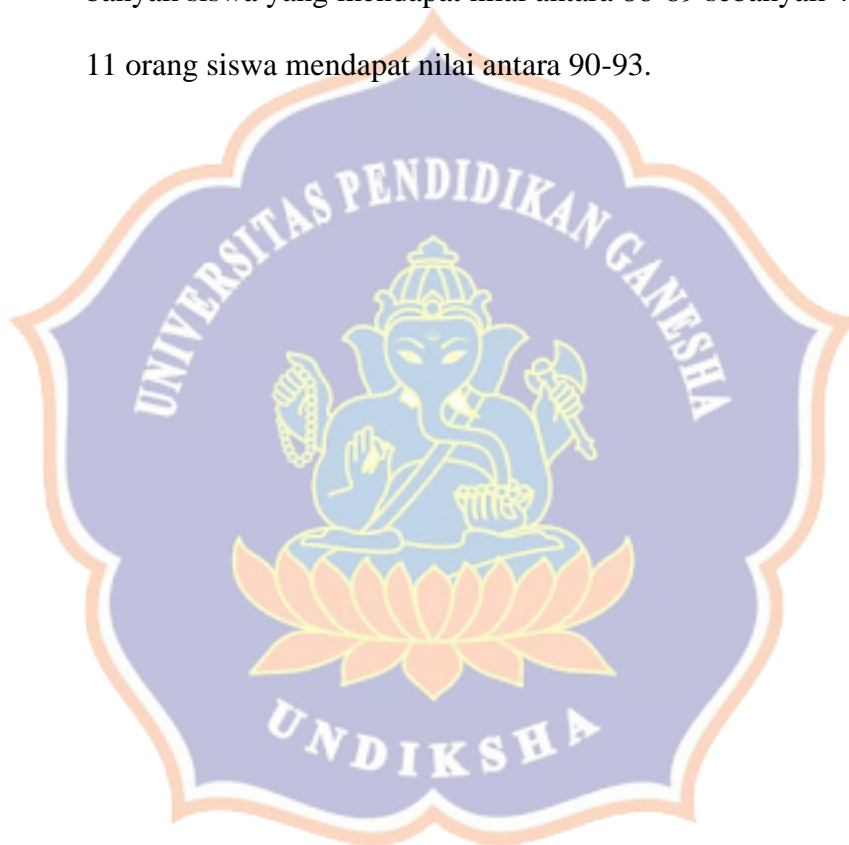 11 orang siswa mendapat nilai antara 90-93.
UNIVERSITAS PENDIDIKAN GANESHA
UNDIKSHA